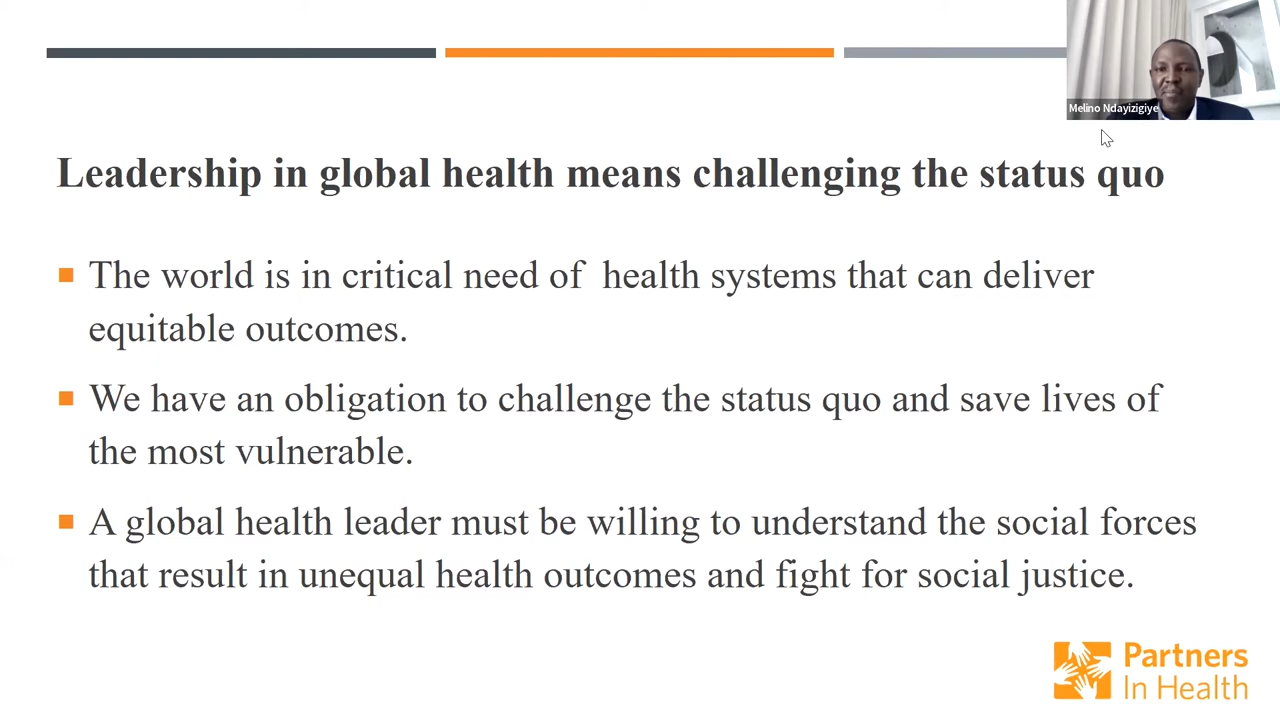 Melino Ndayizigiye
Leadership in global health means challenging the status quo
The world is in critical need of  health systems that can deliver
equitable outcomes.
We have an obligation to challenge the status quo and save lives of
the most vulnerable.
A global health leader must be willing to understand the social forces
that result in unequal health outcomes and fight for social justice.
Partners
In Health